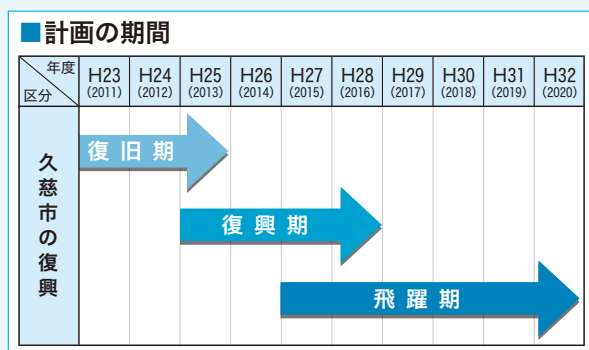 ■計画の期間
年度
区分
H23 H24 H25 H26 H27 H28 H29 H30 H31 H32
(2011) (2012) (2013) (2014) (2015) (2016) (2017) (2018) (2019) (2020)
久慈市の復興
復旧期
復興期
飛躍期